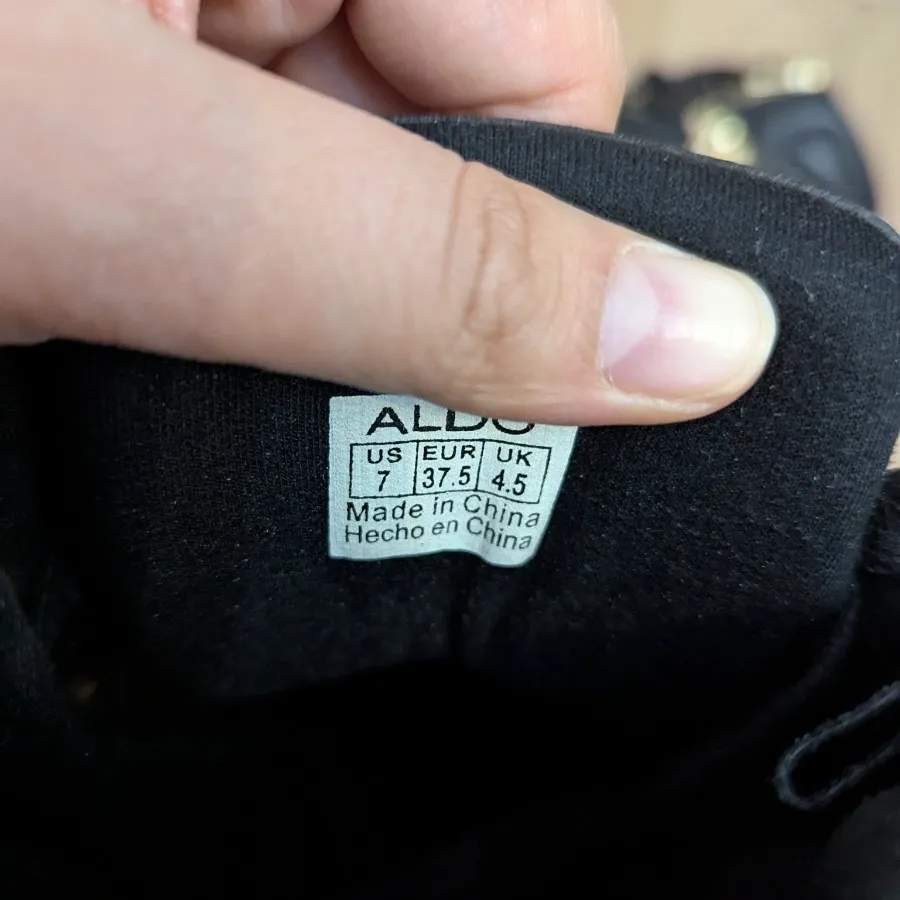 ALDO
US EUR UK
7 37.5 4.5
Made in China
Hecho en China